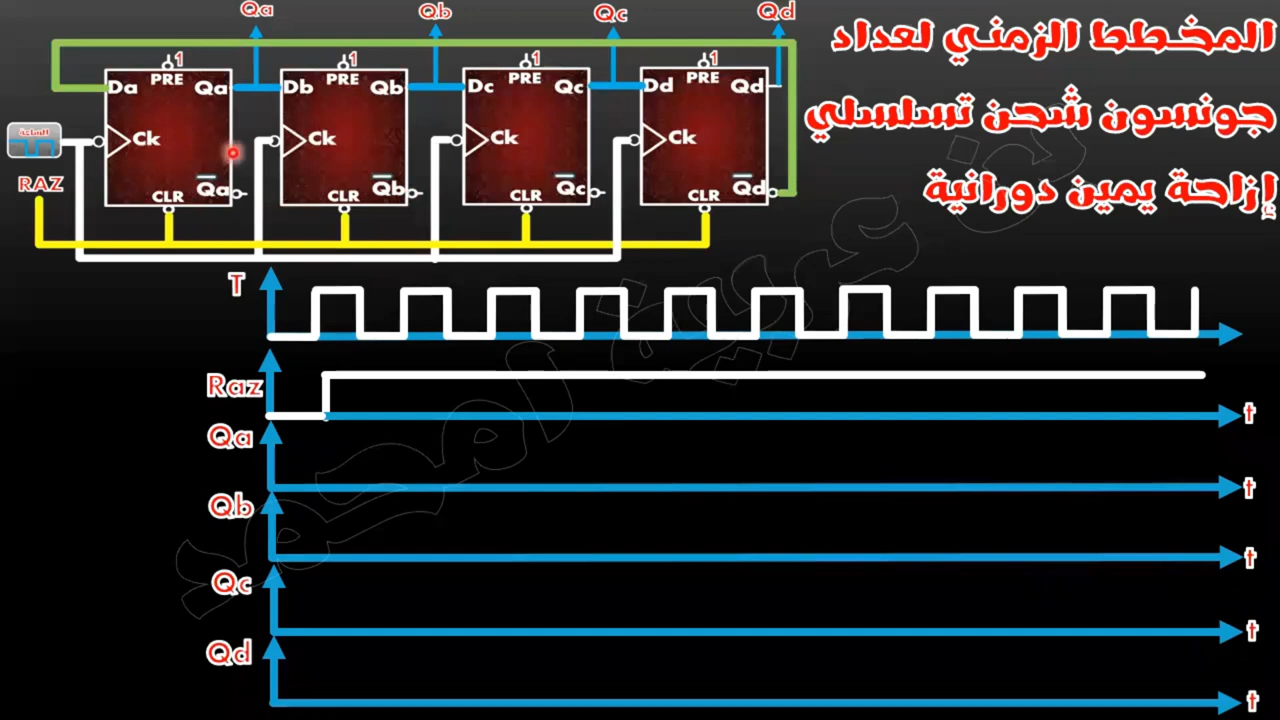 Qa Qb Qc Qd
المخطط الزمني لعداد
جونسون شحن تسلسلي
إزاحة يمين دورانية
1 1 1 1
PRE PRE PRE PRE
Da Qa Db Qb Dc Qc Dd Qd
الساعة
Ck Ck Ck Ck
RAZ
CLR Q̅a CLR Q̅b CLR Q̅c CLR Q̅d
T
Raz
t
Qa
t
Qb
t
Qc
t
Qd
t